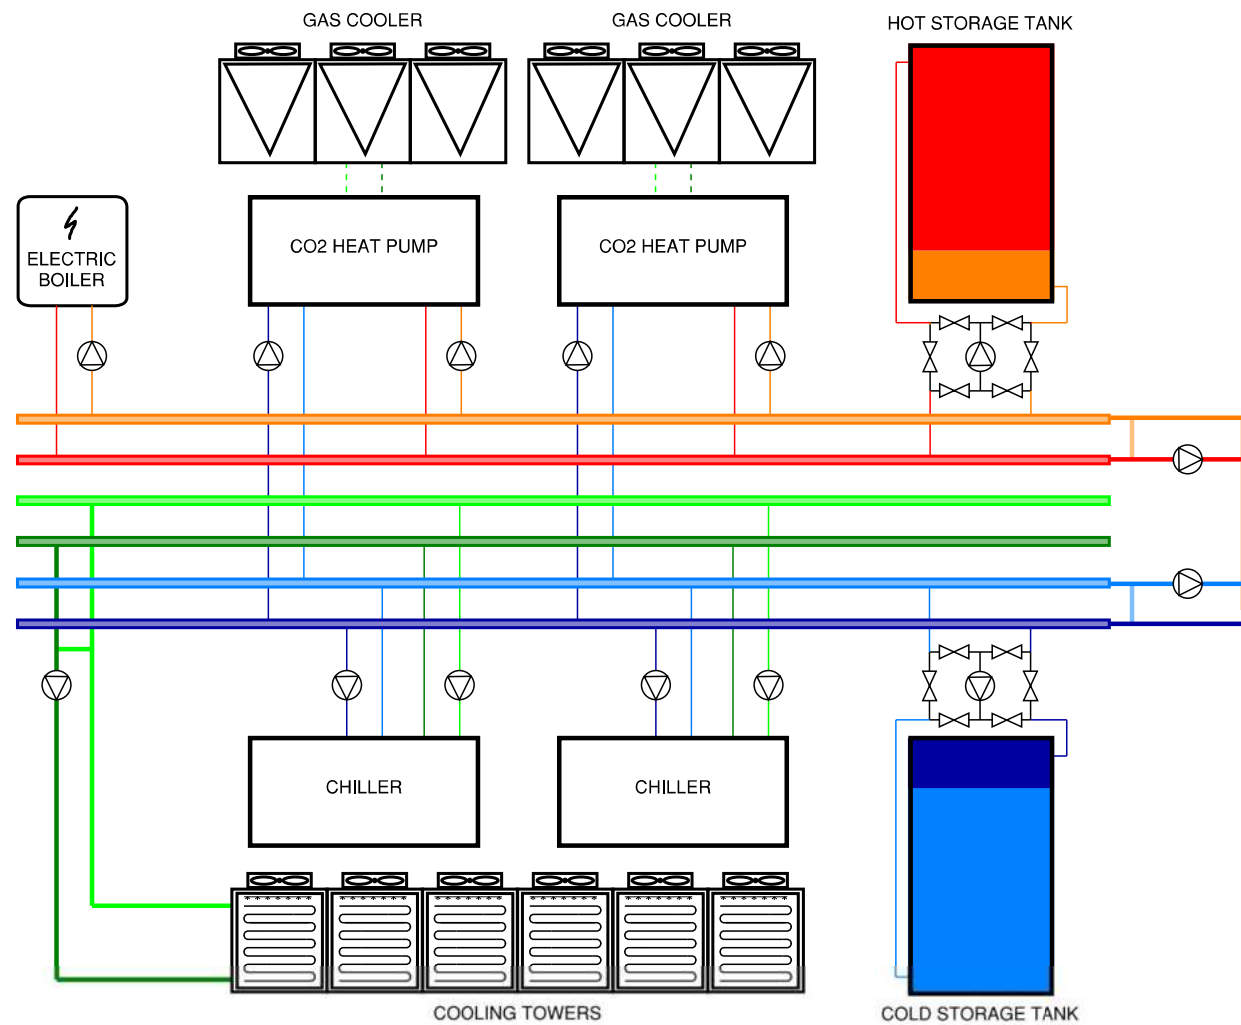 GAS COOLER
GAS COOLER
HOT STORAGE TANK
ELECTRIC
BOILER
CO2 HEAT PUMP
CO2 HEAT PUMP
CHILLER
CHILLER
COOLING TOWERS
COLD STORAGE TANK